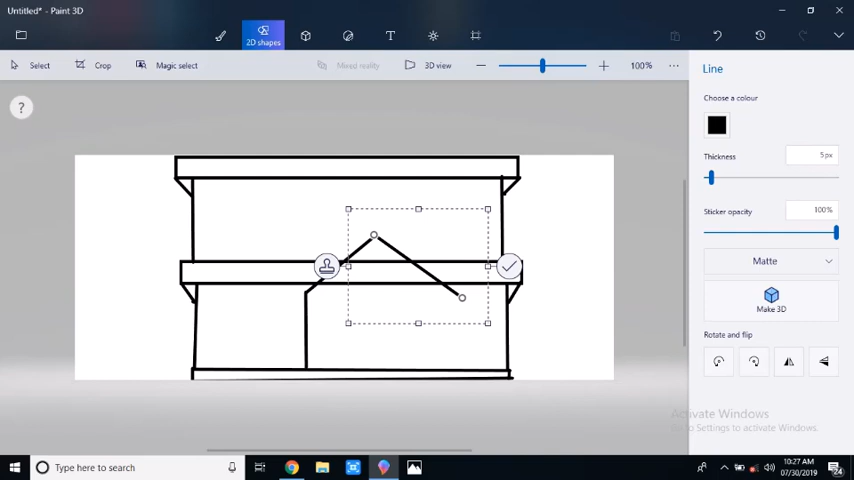 Untitled* - Paint 3D
2D shapes
Select
Crop
Magic select
Mixed reality
3D view
100%
?
Line
Choose a colour
Thickness
5px
Sticker opacity
100%
Matte
Make 3D
Rotate and flip
Activate Windows
Go to Settings to activate Windows.
Type here to search
10:27 AM
07/30/2019
24